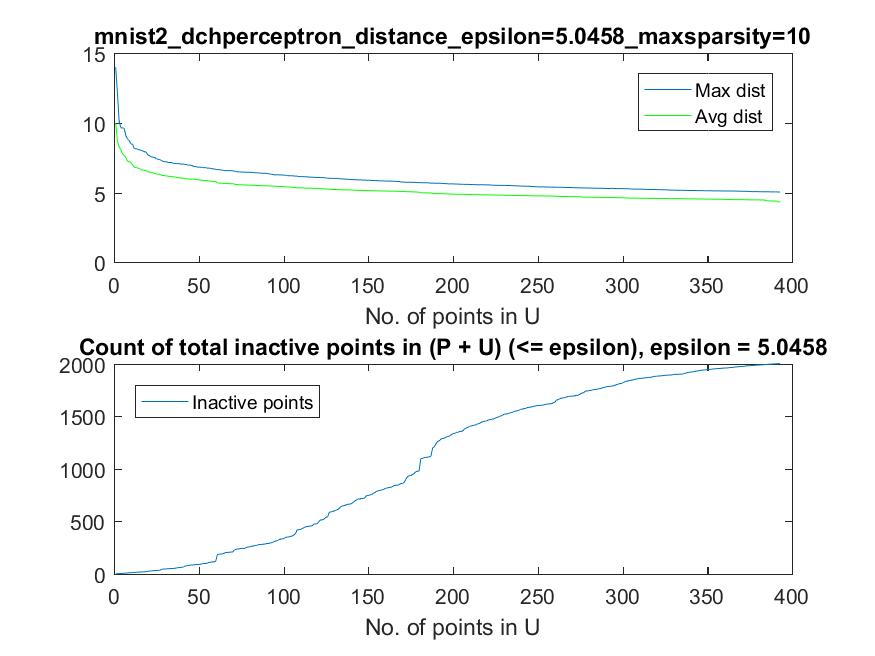 mnist2_dchperceptron_distance_epsilon=5.0458_maxsparsity=10
15
10
5
0
Max dist
Avg dist
0 50 100 150 200 250 300 350 400
No. of points in U
Count of total inactive points in (P + U) (<= epsilon), epsilon = 5.0458
2000
1500
1000
500
0
Inactive points
0 50 100 150 200 250 300 350 400
No. of points in U